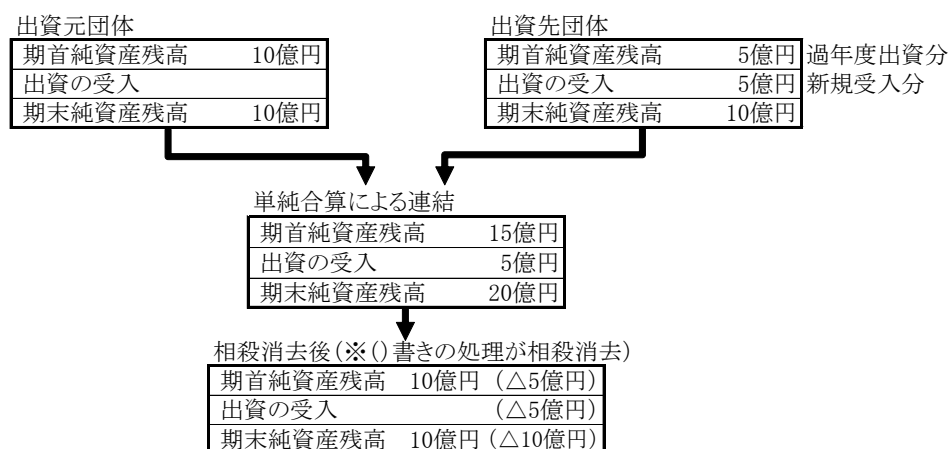 出資元団体
期首純資産残高 10億円
出資の受入
期末純資産残高 10億円
出資先団体
期首純資産残高 5億円 過年度出資分
出資の受入 5億円 新規受入分
期末純資産残高 10億円
単純合算による連結
期首純資産残高 15億円
出資の受入 5億円
期末純資産残高 20億円
相殺消去後(※()書きの処理が相殺消去)
期首純資産残高 10億円 (△5億円)
出資の受入 (△5億円)
期末純資産残高 10億円 (△10億円)